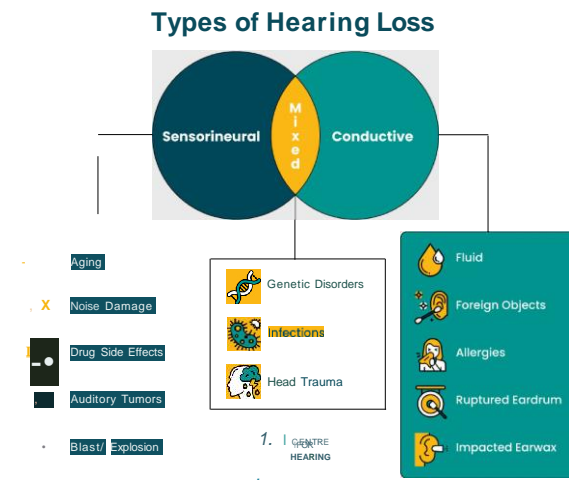 Types of Hearing Loss
Sensorineural
Mixed
Conductive
Aging
X Noise Damage
Drug Side Effects
Auditory Tumors
Blast/ Explosion
Genetic Disorders
Infections
Head Trauma
Fluid
Foreign Objects
Allergies
Ruptured Eardrum
Impacted Earwax
1.
CENTRE
FOR
HEARING